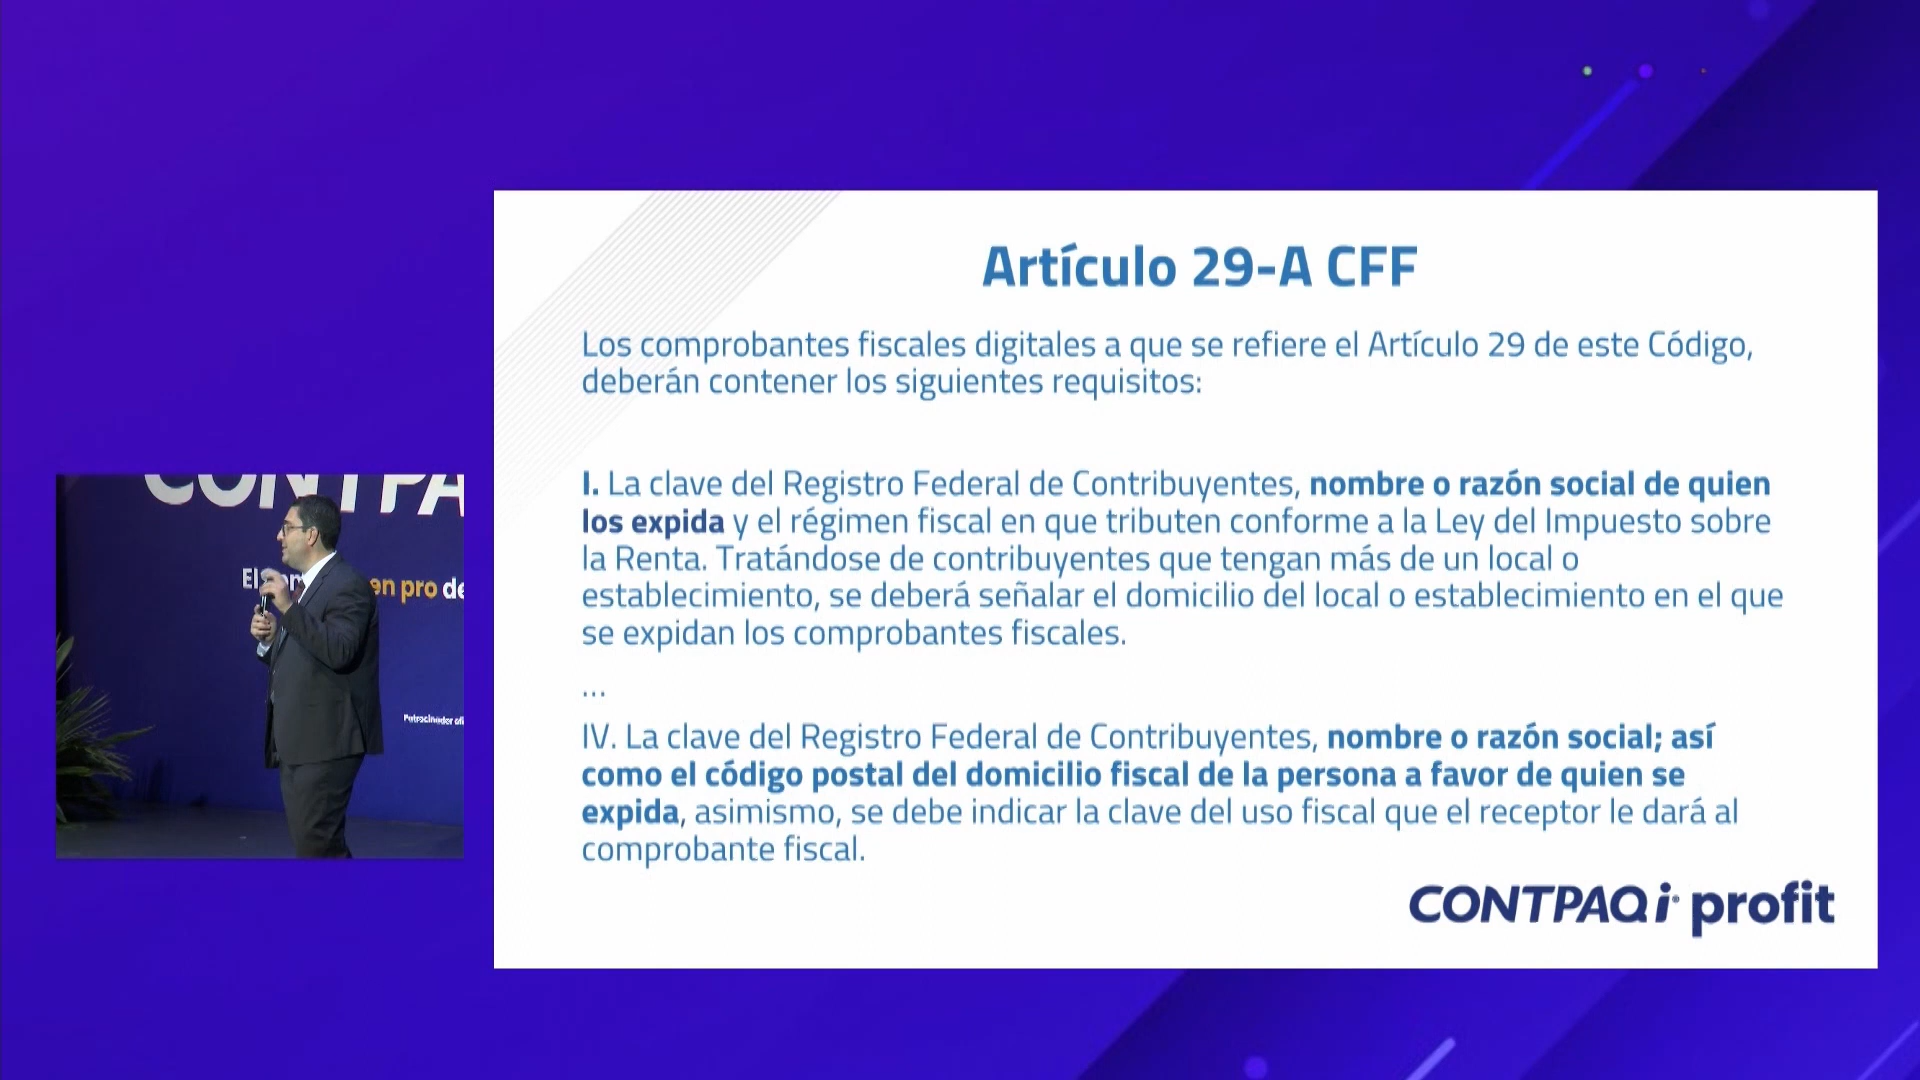 Artículo 29-A CFF
Los comprobantes fiscales digitales a que se refiere el Artículo 29 de este Código,
deberán contener los siguientes requisitos:
I. La clave del Registro Federal de Contribuyentes, nombre o razón social de quien
los expida y el régimen fiscal en que tributen conforme a la Ley del Impuesto sobre
la Renta. Tratándose de contribuyentes que tengan más de un local o
establecimiento, se deberá señalar el domicilio del local o establecimiento en el que
se expidan los comprobantes fiscales.
...
IV. La clave del Registro Federal de Contribuyentes, nombre o razón social; así
como el código postal del domicilio fiscal de la persona a favor de quien se
expida, asimismo, se debe indicar la clave del uso fiscal que el receptor le dará al
comprobante fiscal.
CONTPAQi profit
CONTPA
El en pro de
Patrocinador